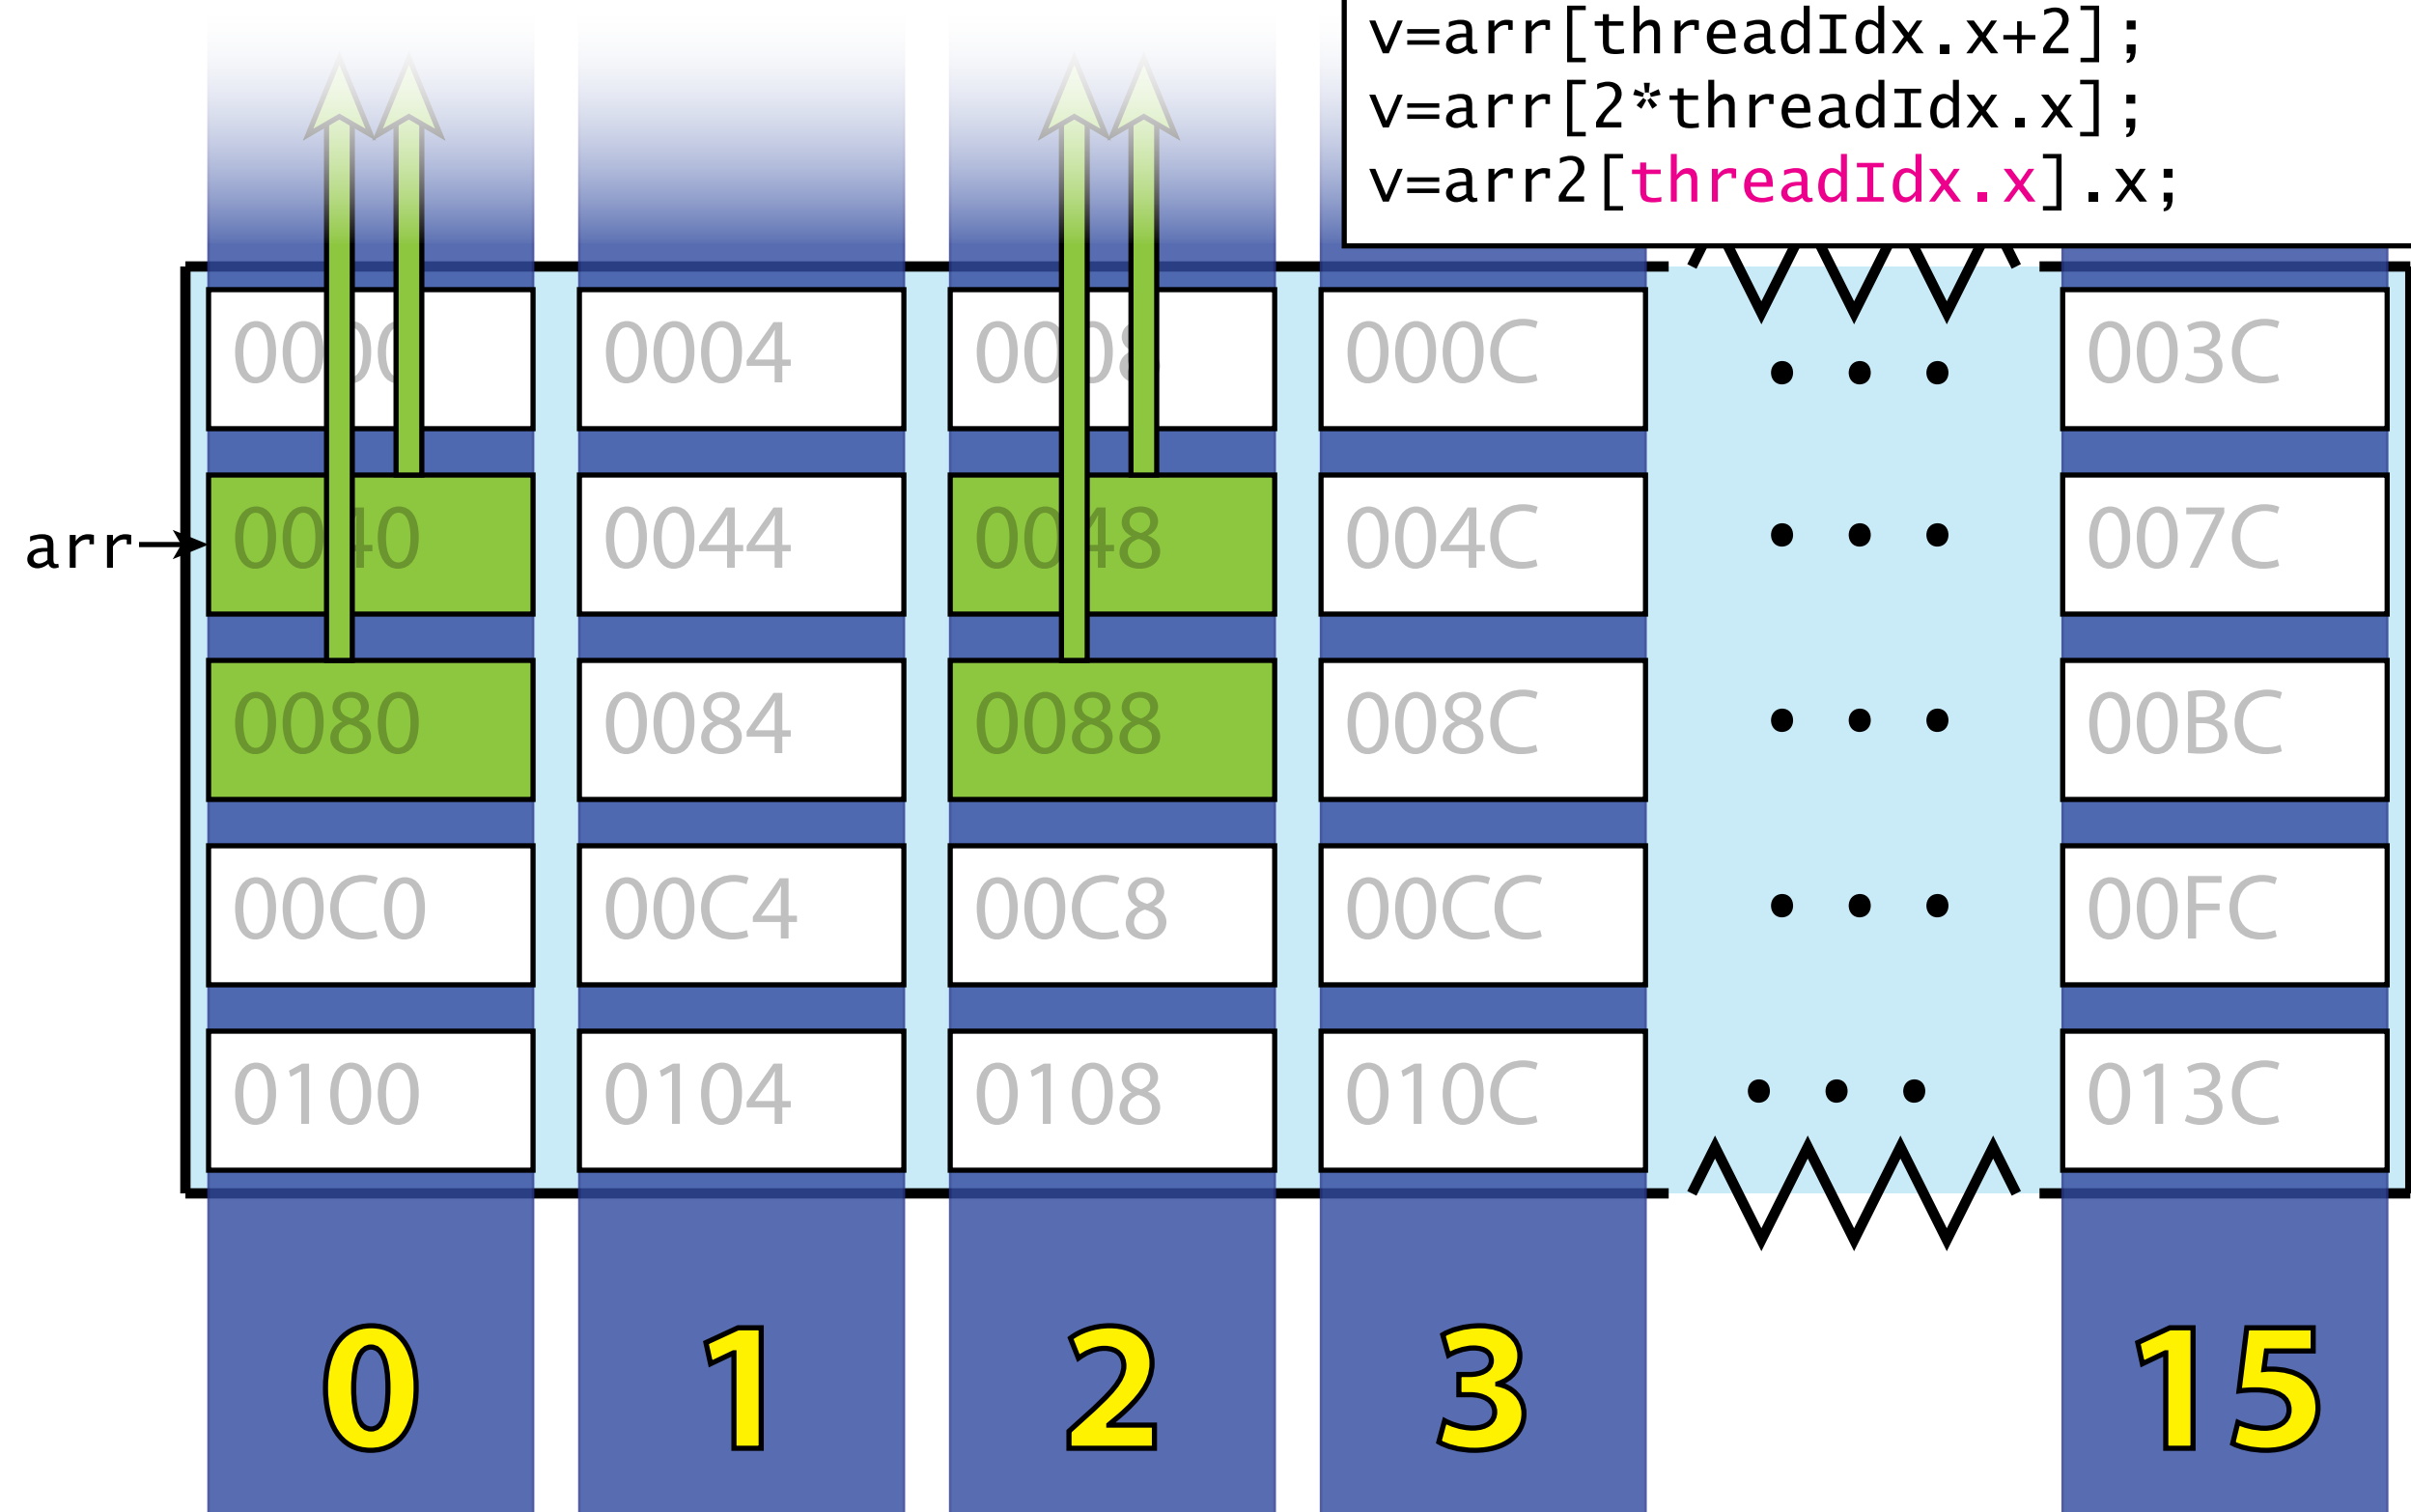 v=arr[threadIdx.x+2];
v=arr[2*threadIdx.x];
v=arr2[threadIdx.x].x;
0000 0004 0008 000C • • • 003C
arr 0040 0044 0048 004C • • • 007C
0080 0084 0088 008C • • • 00BC
00C0 00C4 00C8 00CC • • • 00FC
0100 0104 0108 010C • • • 013C
0 1 2 3 15